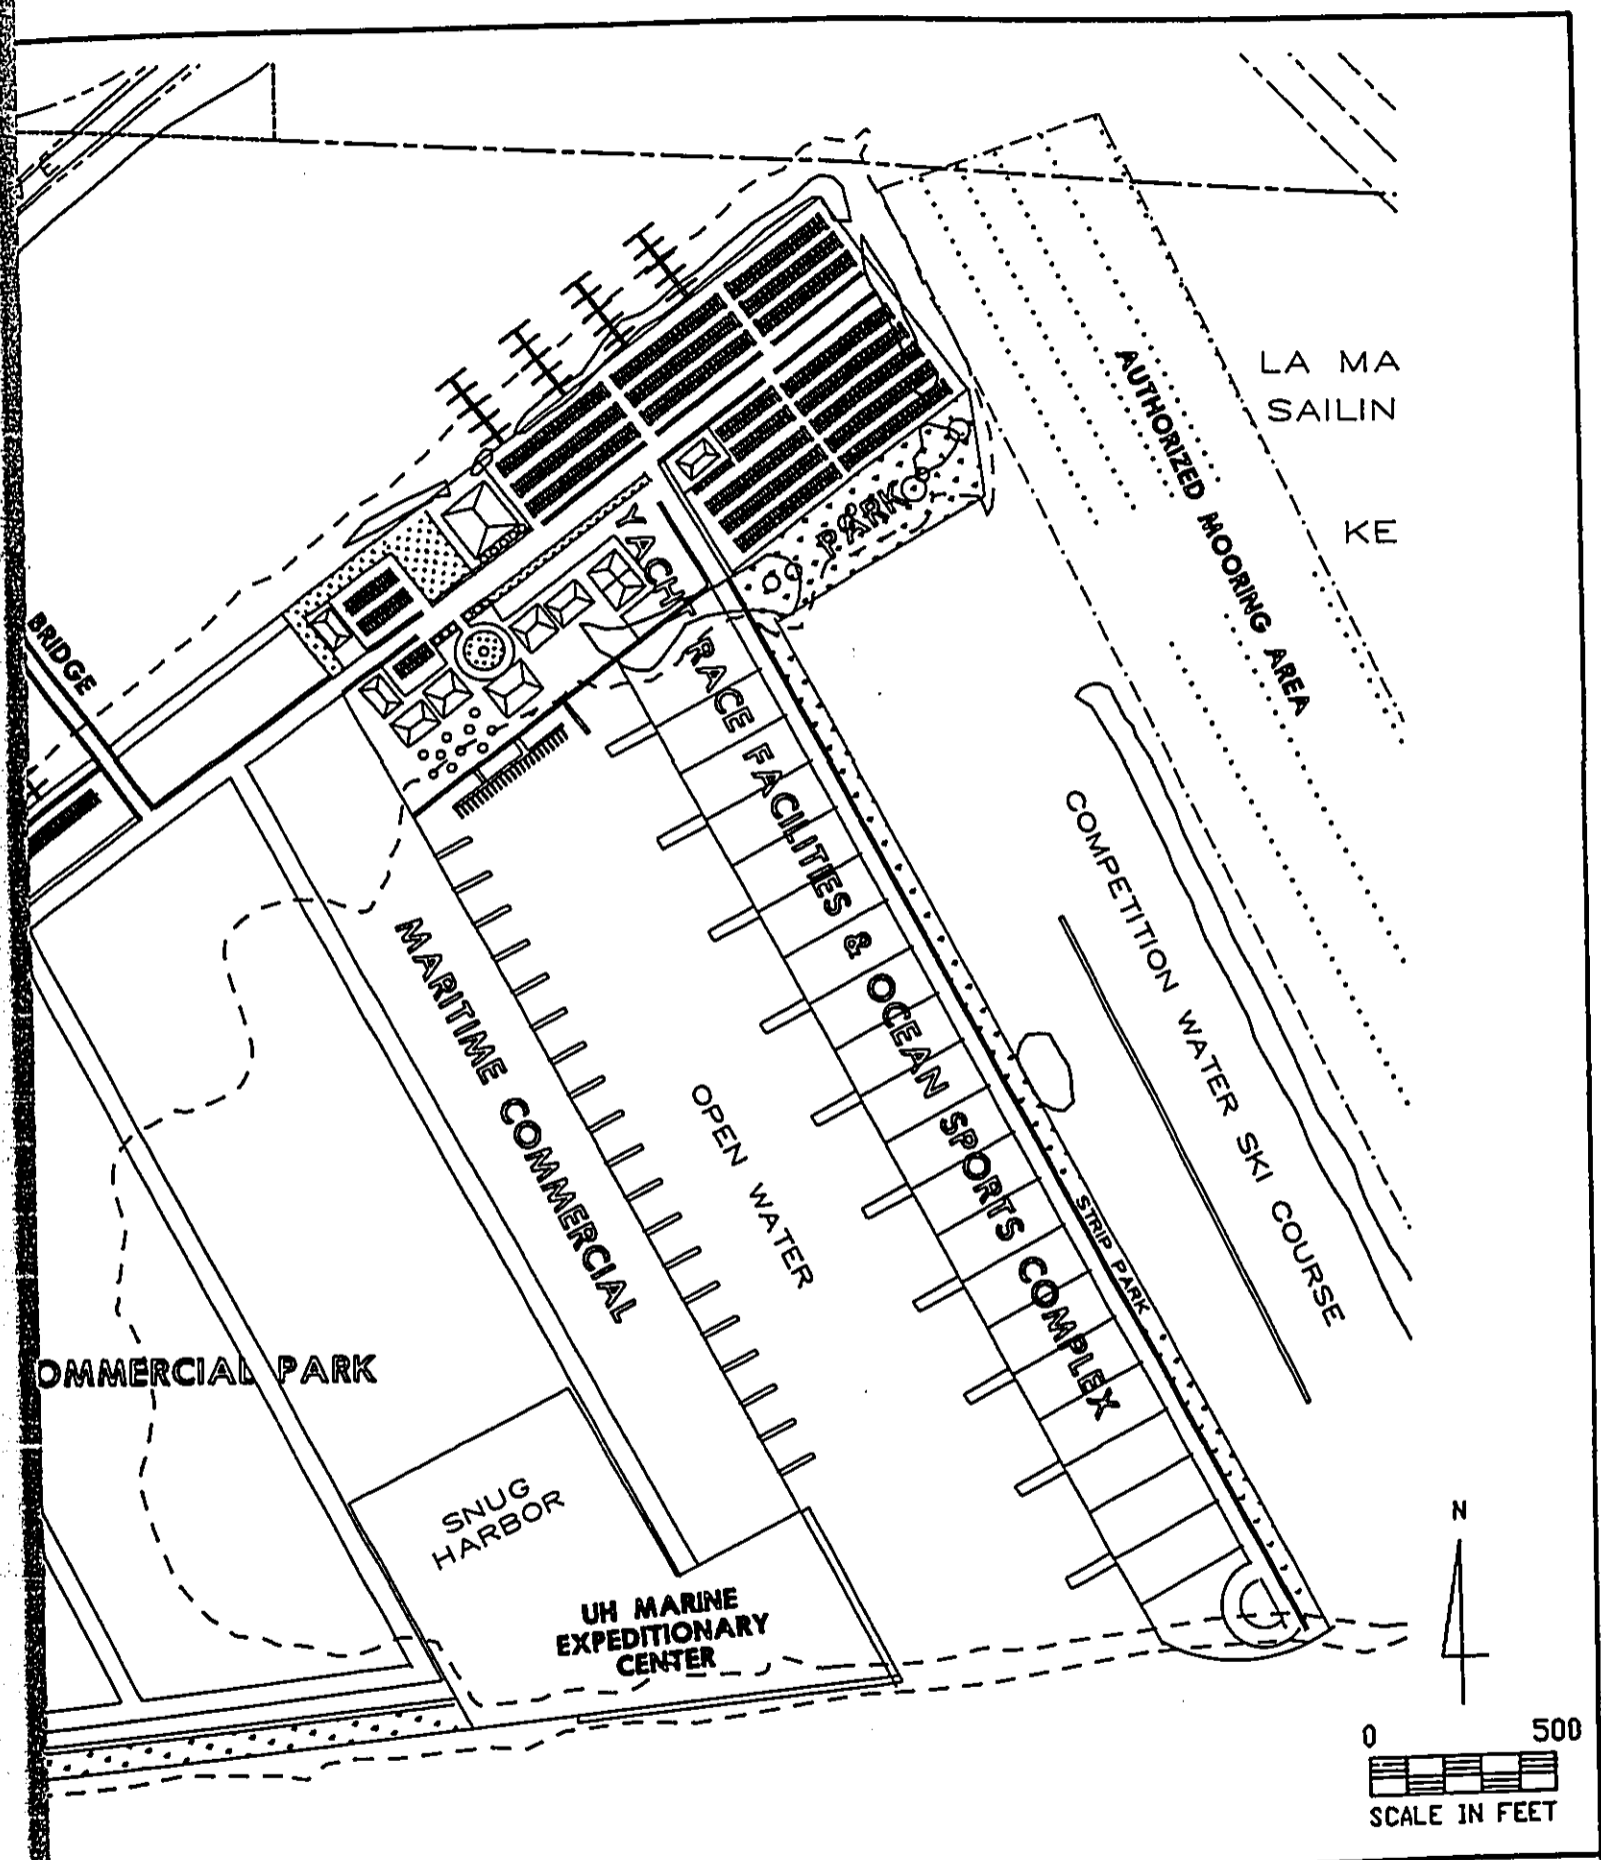 LA MA
SAILIN
KE
AUTHORIZED MOORING AREA
PARK
BRIDGE
YACHT RACE FACILITIES & OCEAN SPORTS COMPLEX
COMPETITION WATER SKI COURSE
MARITIME COMMERCIAL
OPEN WATER
STRIP PARK
OMMERCIAL PARK
SNUG
HARBOR
UH MARINE
EXPEDITIONARY
CENTER
N
0 500
SCALE IN FEET